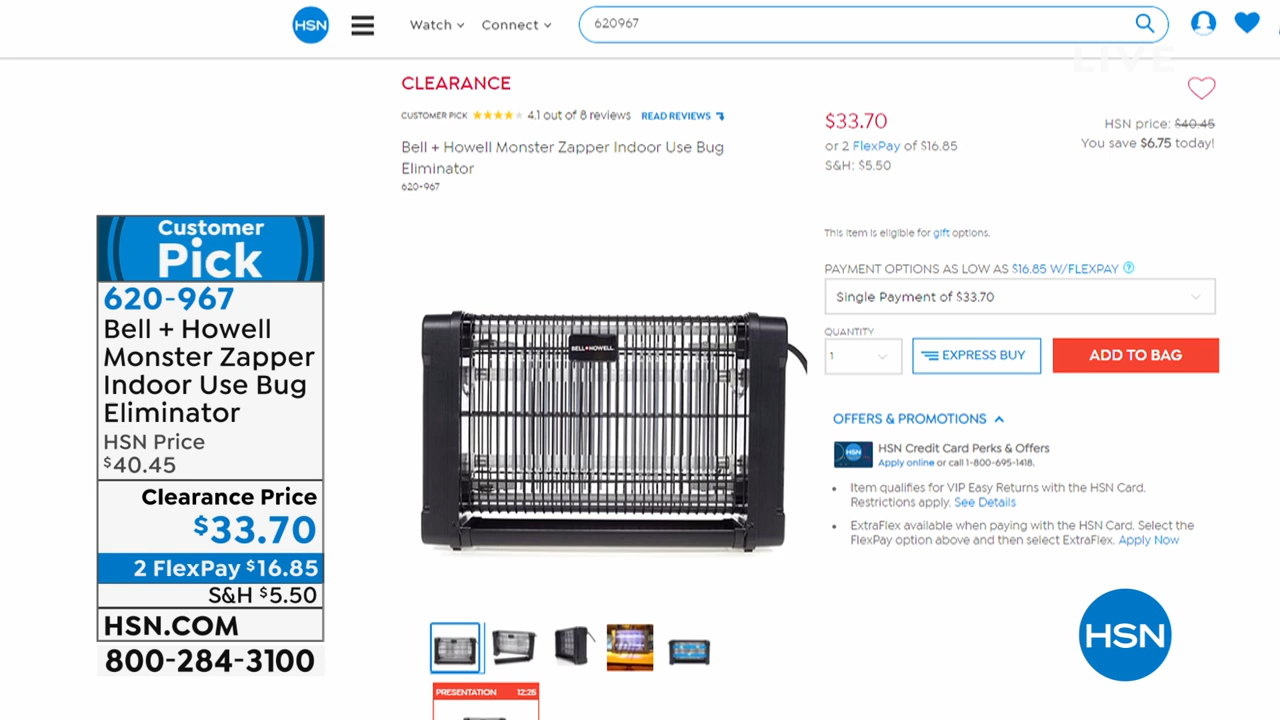 HSN
Watch
Connect
620967
LIVE
CLEARANCE
CUSTOMER PICK 4.1 out of 8 reviews READ REVIEWS
Bell + Howell Monster Zapper Indoor Use Bug
Eliminator
620-967
$33.70
or 2 FlexPay of $16.85
S&H: $5.50
HSN price: $40.45
You save $6.75 today!
This item is eligible for gift options.
PAYMENT OPTIONS AS LOW AS $16.85 W/FLEXPAY ?
Single Payment of $33.70
QUANTITY
1
EXPRESS BUY
ADD TO BAG
OFFERS & PROMOTIONS
HSN
HSN Credit Card Perks & Offers
Apply online or call 1-800-695-1418.
• Item qualifies for VIP Easy Returns with the HSN Card.
Restrictions apply. See Details
• ExtraFlex available when paying with the HSN Card. Select the
FlexPay option above and then select ExtraFlex. Apply Now
BELL+HOWELL
PRESENTATION 12:25
Customer
Pick
620-967
Bell + Howell
Monster Zapper
Indoor Use Bug
Eliminator
HSN Price
$40.45
Clearance Price
$33.70
2 FlexPay $16.85
S&H $5.50
HSN.COM
800-284-3100
HSN